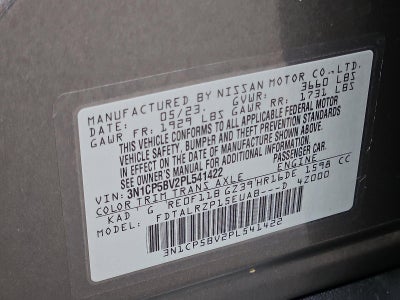 MANUFACTURED BY NISSAN MOTOR CO., LTD.
DATE: 05/23. GVWR: 3660 LBS
GAWR FR: 1929 LBS GAWR RR: 1731 LBS
THIS VEHICLE CONFORMS TO ALL APPLICABLE FEDERAL MOTOR
VEHICLE SAFETY, BUMPER AND THEFT PREVENTION STANDARDS
IN EFFECT ON THE DATE OF MANUFACTURE SHOWN ABOVE.
SEE OWNER'S MANUAL FOR ADDITIONAL INFORMATION
VIN: 3N1CP5BV2PL541422 PASSENGER CAR.
COLOR TRIM TRANS AXLE ENGINE
KAD G RE0F11B GZ39 HR16DE 1598 CC
MODEL: FDTALRZP15EUAB---D 4Z000
3N1CP5BV2PL541422